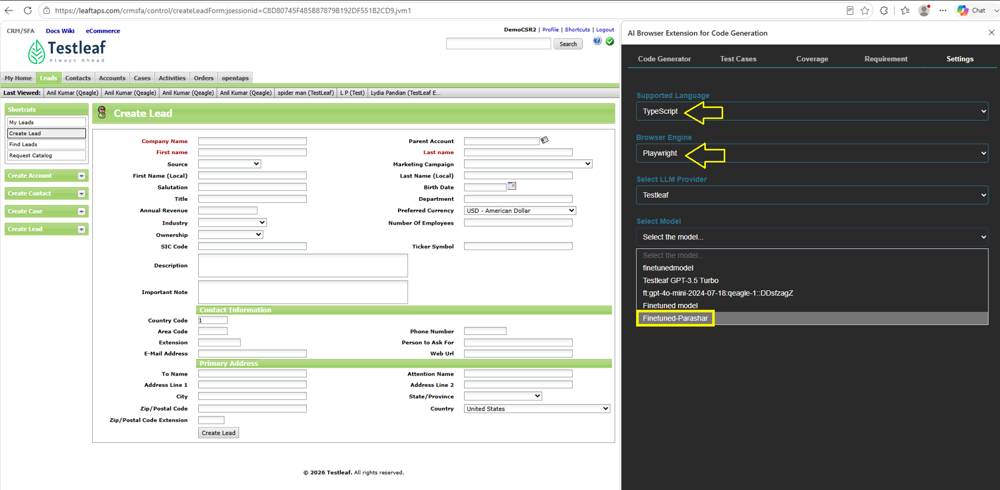 https://leaftaps.com/crmsfa/control/createLeadForm;jsessionid=C8D80745F485B87879B192DF551B2CD9.jvm1
Chat
CRM/SFA Docs Wiki eCommerce
DemoCSR2 | Profile | Shortcuts | Logout
Testleaf
Always Ahead
Search
My Home Leads Contacts Accounts Cases Activities Orders opentaps
Last Viewed: Anil Kumar (Qeagle) Anil Kumar (Qeagle) Anil Kumar (Qeagle) Anil Kumar (Qeagle) spider man (TestLeaf) L P (Test) Lydia Pandian (TestLeaf E...
Shortcuts
My Leads
Create Lead
Find Leads
Request Catalog
Create Account
Create Contact
Create Case
Create Lead
Create Lead
Company Name Parent Account
First name Last name
Source Marketing Campaign
First Name (Local) Last Name (Local)
Salutation Birth Date
Title Department
Annual Revenue Preferred Currency USD - American Dollar
Industry Number Of Employees
Ownership
SIC Code Ticker Symbol
Description
Important Note
Contact Information
Country Code 1
Area Code Phone Number
Extension Person to Ask For
E-Mail Address Web Url
Primary Address
To Name Attention Name
Address Line 1 Address Line 2
City State/Province
Zip/Postal Code Country United States
Zip/Postal Code Extension
Create Lead
© 2026 Testleaf. All rights reserved.
AI Browser Extension for Code Generation
Code Generator Test Cases Coverage Requirement Settings
Supported Language
TypeScript
Browser Engine
Playwright
Select LLM Provider
Testleaf
Select Model
Select the model...
Select the model...
finetunedmodel
Testleaf GPT-3.5 Turbo
ft:gpt-4o-mini-2024-07-18:qeagle-1::DDsfzagZ
Finetuned model
Finetuned-Parashar